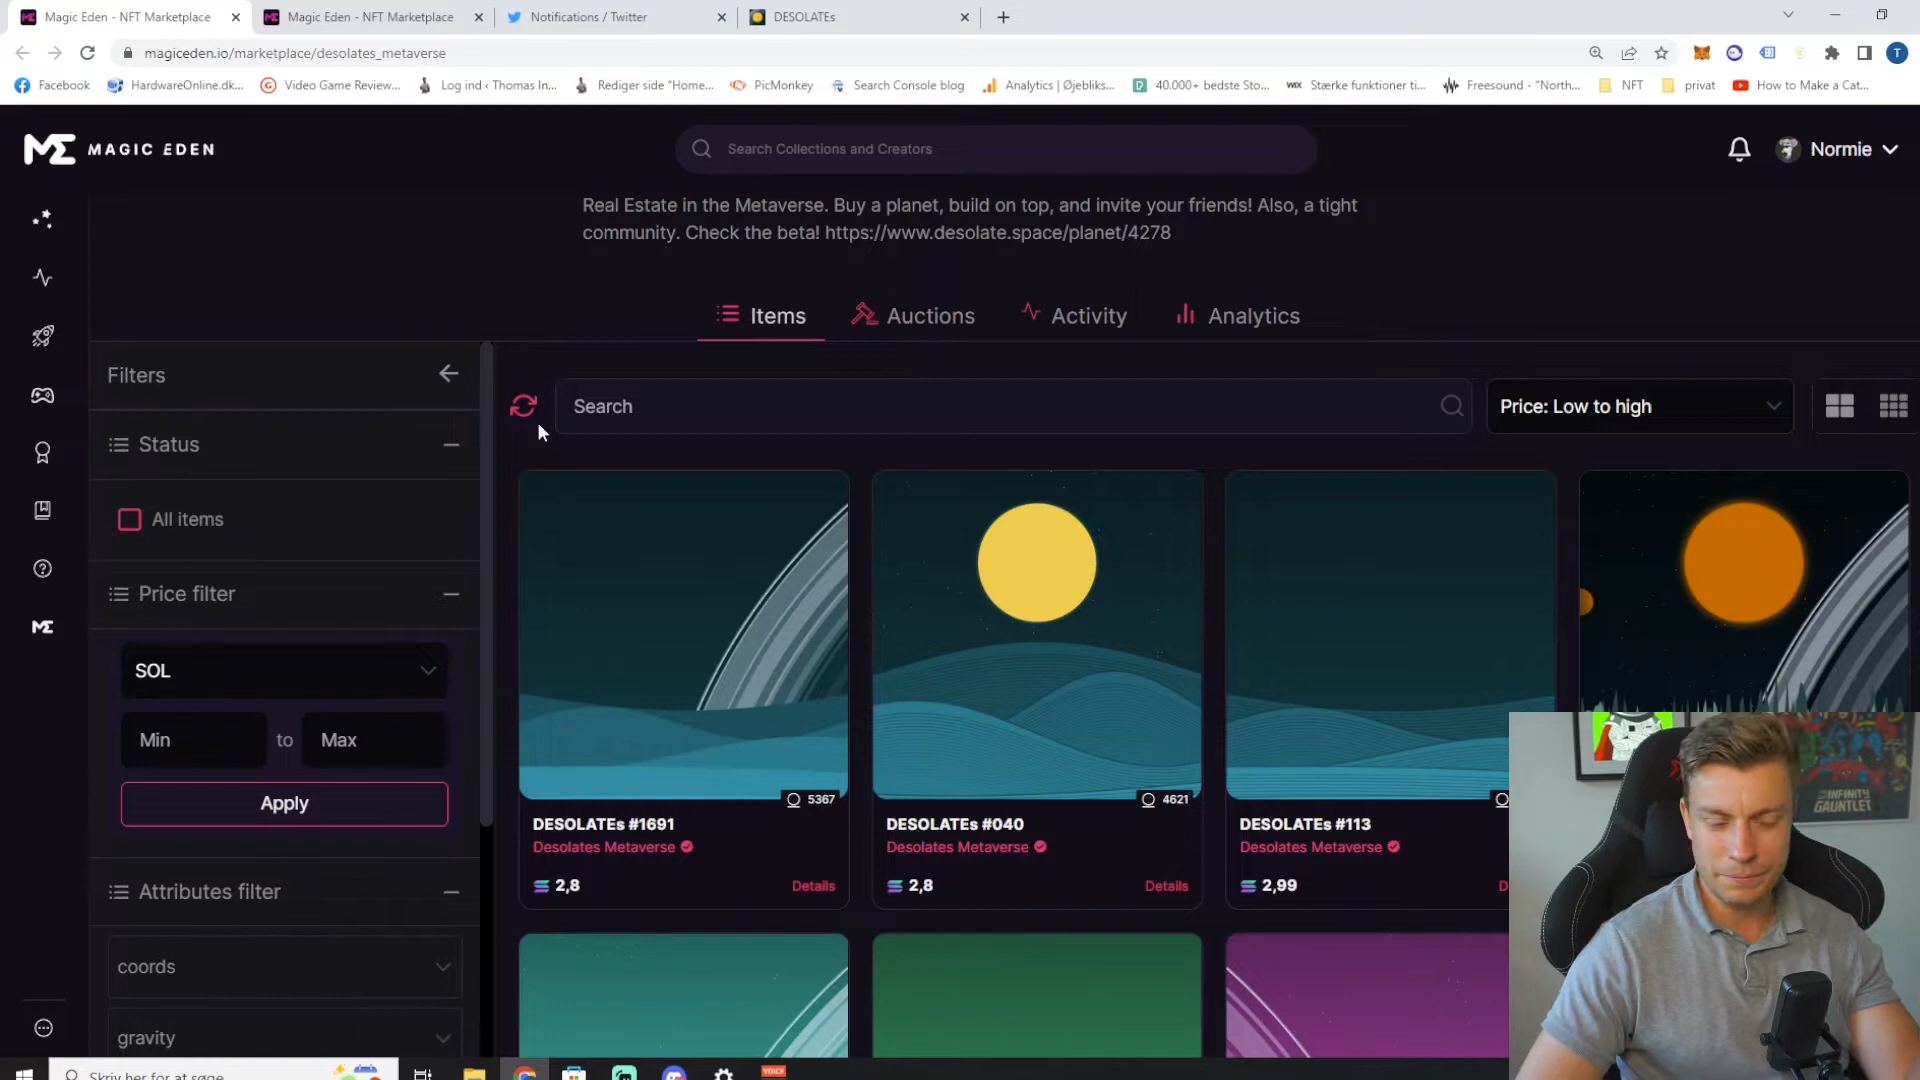 Magic Eden - NFT Marketplace
Magic Eden - NFT Marketplace
Notifications / Twitter
DESOLATEs
magiceden.io/marketplace/desolates_metaverse
T
Facebook
HardwareOnline.dk...
Video Game Review...
Log ind ‹ Thomas In...
Rediger side "Home...
PicMonkey
Search Console blog
Analytics | Øjebliks...
40.000+ bedste Sto...
WIX
Stærke funktioner ti...
Freesound - "North...
NFT
privat
How to Make a Cat...
MAGIC EDEN
Search Collections and Creators
Normie
Real Estate in the Metaverse. Buy a planet, build on top, and invite your friends! Also, a tight
community. Check the beta! https://www.desolate.space/planet/4278
Items
Auctions
Activity
Analytics
Filters
Search
Price: Low to high
Status
All items
Price filter
SOL
Min
to
Max
Apply
Attributes filter
coords
gravity
5367
4621
DESOLATEs #1691
Desolates Metaverse
2,8
Details
DESOLATEs #040
Desolates Metaverse
2,8
Details
DESOLATEs #113
Desolates Metaverse
2,99
D
INFINITY
GAUNTLET
Skriv her for at søge
VOICE